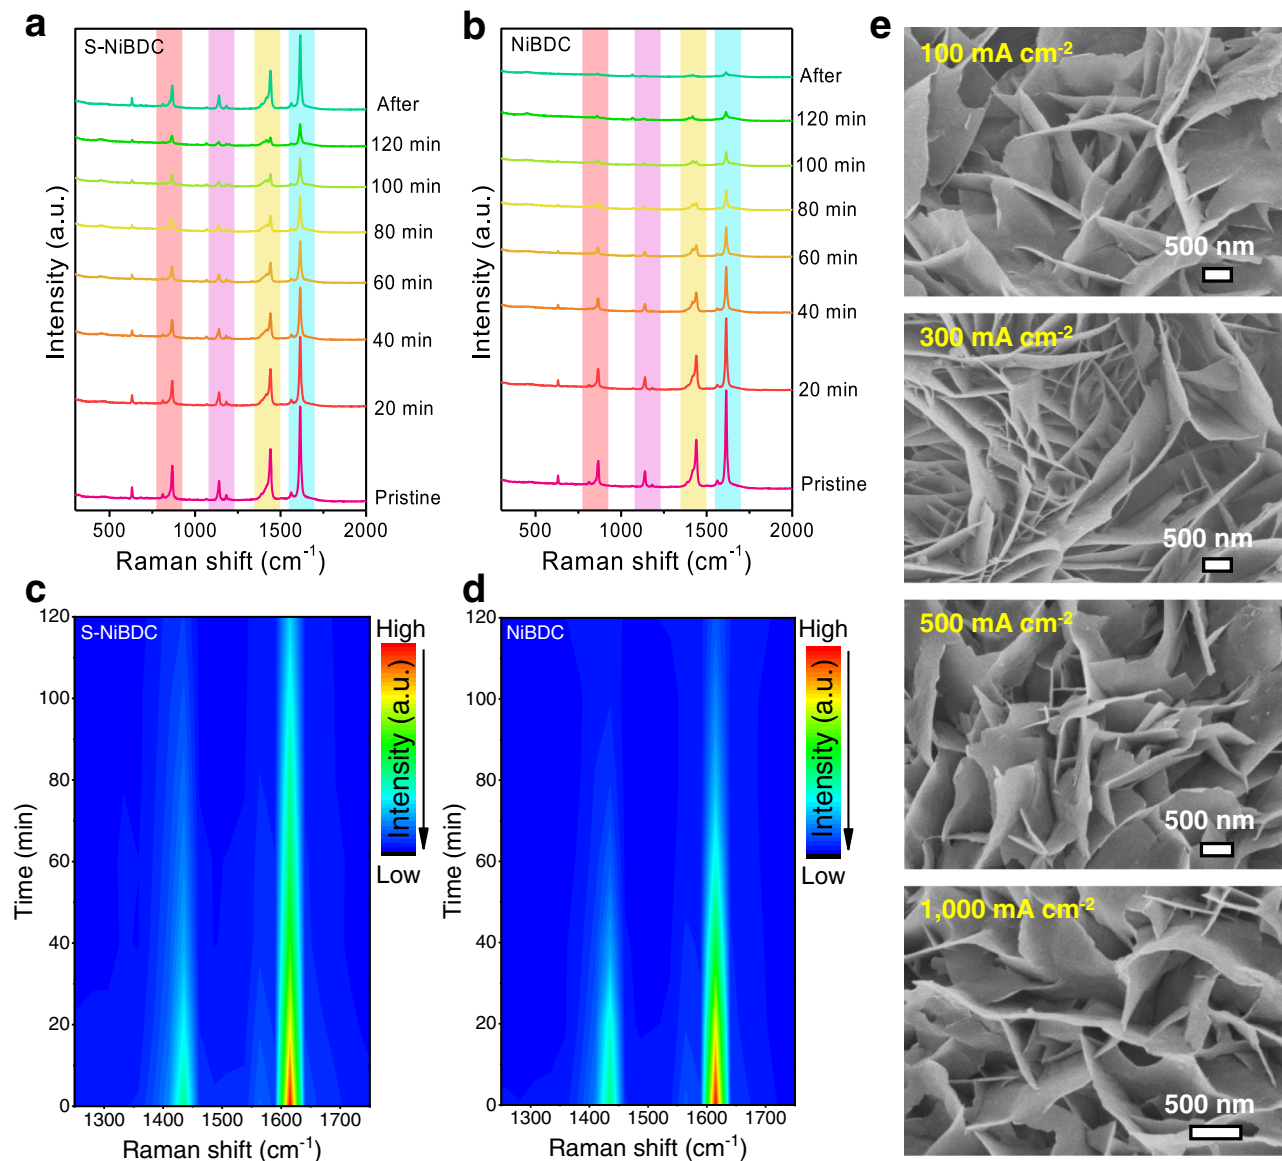 a
S-NiBDC
After
120 min
100 min
80 min
60 min
40 min
20 min
Pristine
Intensity (a.u.)
500 1000 1500 2000
Raman shift (cm⁻¹)
b
NiBDC
After
120 min
100 min
80 min
60 min
40 min
20 min
Pristine
Intensity (a.u.)
500 1000 1500 2000
Raman shift (cm⁻¹)
c
S-NiBDC
120
100
80
60
40
20
0
Time (min)
1300 1400 1500 1600 1700
Raman shift (cm⁻¹)
High
Intensity (a.u.)
Low
d
NiBDC
120
100
80
60
40
20
0
Time (min)
1300 1400 1500 1600 1700
Raman shift (cm⁻¹)
High
Intensity (a.u.)
Low
e
100 mA cm⁻²
500 nm
300 mA cm⁻²
500 nm
500 mA cm⁻²
500 nm
1,000 mA cm⁻²
500 nm